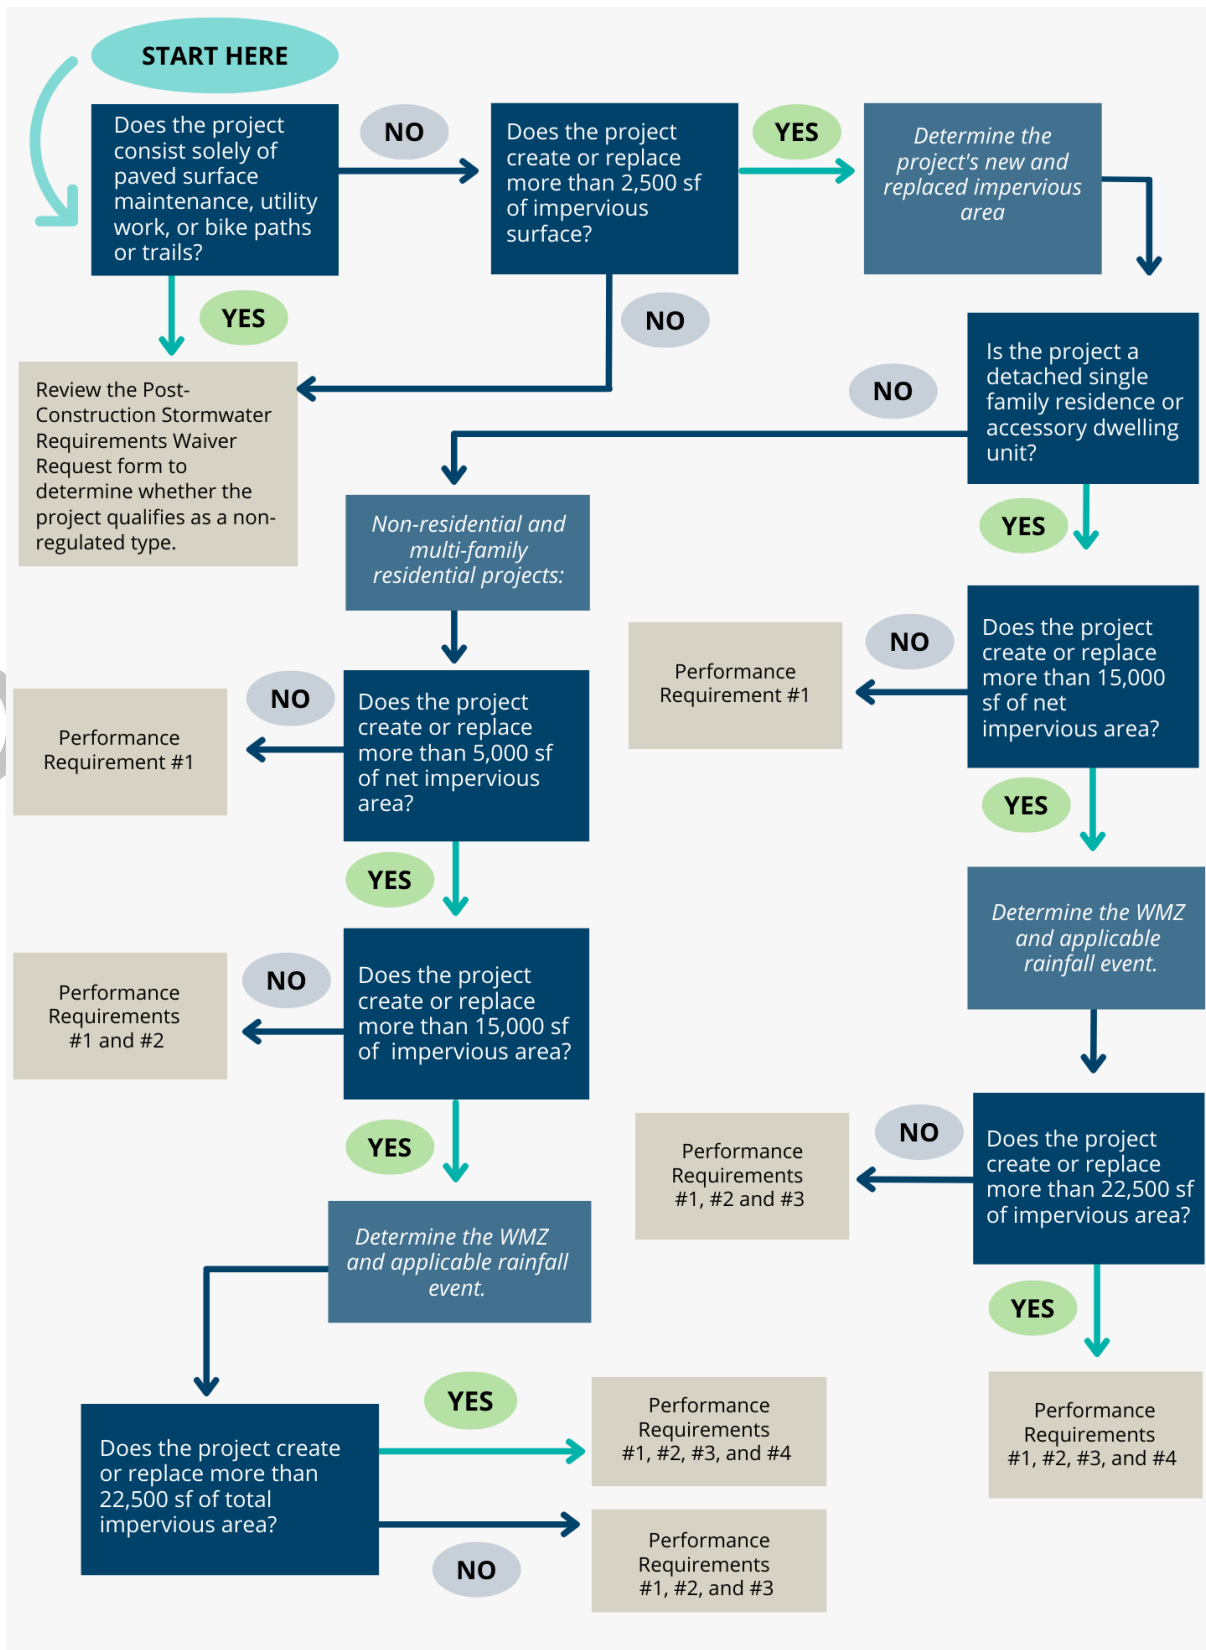 START HERE
Does the project
consist solely of
paved surface
maintenance, utility
work, or bike paths
or trails?
NO
Does the project
create or replace
more than 2,500 sf
of impervious
surface?
YES
Determine the
project's new and
replaced impervious
area
YES
NO
Review the Post-
Construction Stormwater
Requirements Waiver
Request form to
determine whether the
project qualifies as a non-
regulated type.
Is the project a
detached single
family residence or
accessory dwelling
unit?
NO
YES
Non-residential and
multi-family
residential projects:
Does the project
create or replace
more than 15,000
sf of net
impervious area?
NO
Performance
Requirement #1
Does the project
create or replace
more than 5,000 sf
of net impervious
area?
NO
Performance
Requirement #1
YES
YES
Determine the WMZ
and applicable
rainfall event.
Does the project
create or replace
more than 15,000 sf
of  impervious area?
NO
Performance
Requirements
#1 and #2
YES
Does the project
create or replace
more than 22,500 sf
of impervious area?
NO
Performance
Requirements
#1, #2 and #3
YES
Performance
Requirements
#1, #2, #3, and #4
Determine the WMZ
and applicable rainfall
event.
Does the project create
or replace more than
22,500 sf of total
impervious area?
YES
Performance
Requirements
#1, #2, #3, and #4
NO
Performance
Requirements
#1, #2, and #3